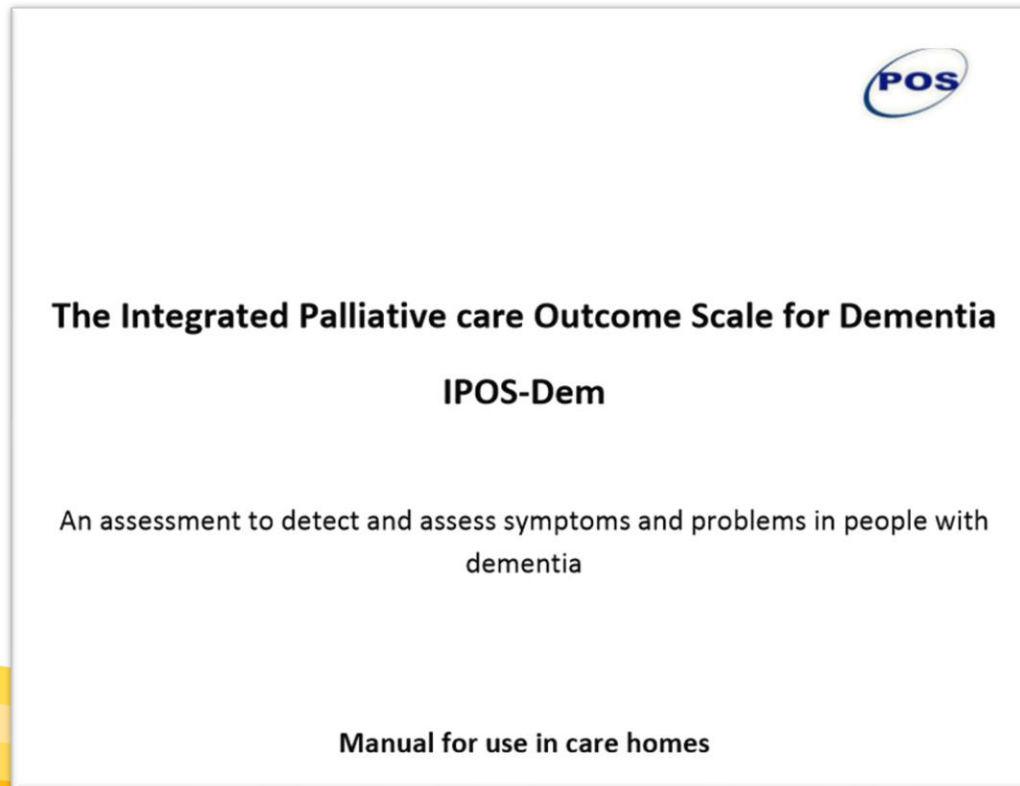 POS
The Integrated Palliative care Outcome Scale for Dementia
IPOS-Dem
An assessment to detect and assess symptoms and problems in people with
dementia
Manual for use in care homes